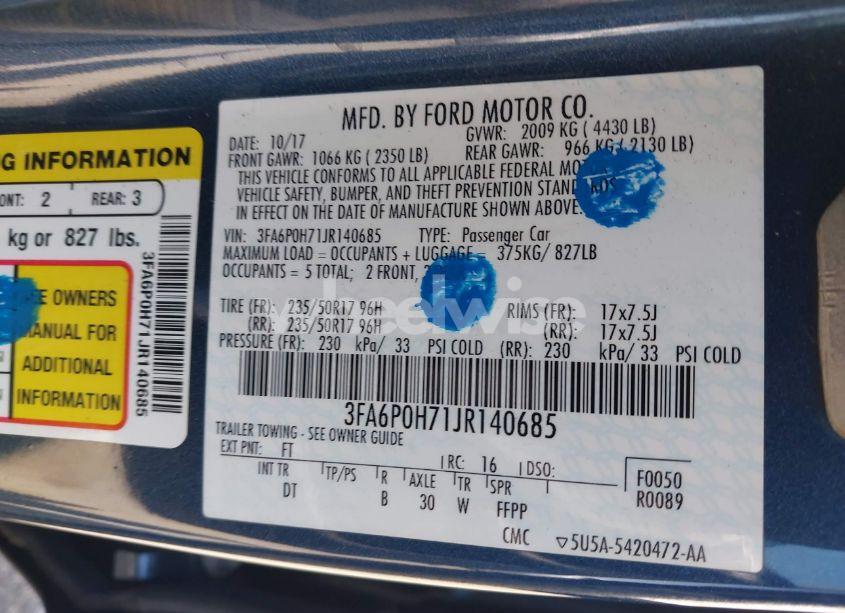 G INFORMATION
ONT: 2 REAR: 3
kg or 827 lbs.
SEE OWNERS
MANUAL FOR
ADDITIONAL
INFORMATION
3FA6P0H71JR140685
MFD. BY FORD MOTOR CO.
DATE: 10/17 GVWR: 2009 KG ( 4430 LB)
FRONT GAWR: 1066 KG ( 2350 LB) REAR GAWR: 966 KG ( 2130 LB)
THIS VEHICLE CONFORMS TO ALL APPLICABLE FEDERAL
VEHICLE SAFETY, BUMPER, AND THEFT PREVENTION STANDARDS
IN EFFECT ON THE DATE OF MANUFACTURE SHOWN ABOVE.
VIN: 3FA6P0H71JR140685 TYPE: Passenger Car
MAXIMUM LOAD = OCCUPANTS + LUGGAGE = 375KG/ 827LB
OCCUPANTS = 5 TOTAL; 2 FRONT,
TIRE (FR): 235/50R17 96H RIMS (FR): 17x7.5J
(RR): 235/50R17 96H (RR): 17x7.5J
PRESSURE (FR): 230 kPa/ 33 PSI COLD (RR): 230 kPa/ 33 PSI COLD
3FA6P0H71JR140685
TRAILER TOWING - SEE OWNER GUIDE
EXT PNT: FT RC: 16 DSO: F0050
INT TR TP/PS R AXLE TR SPR R0089
DT B 30 W FFPP
CMC ▽5U5A-5420472-AA